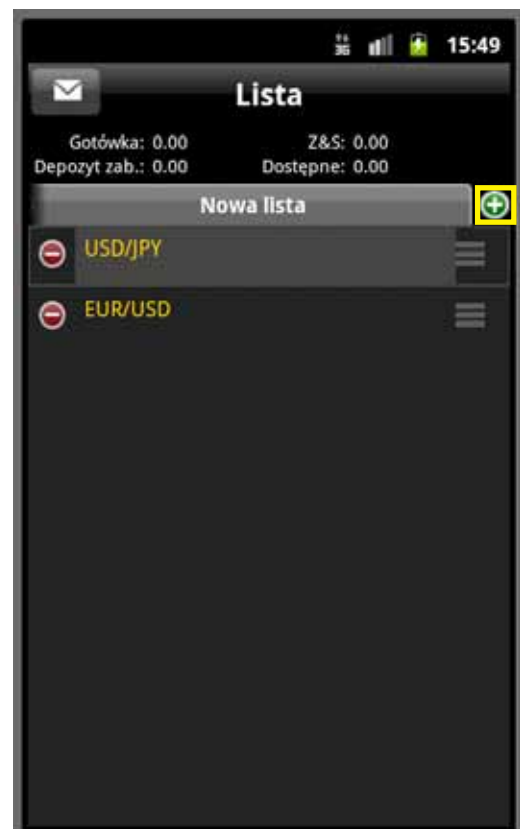 3G 15:49
Lista
Gotówka: 0.00 Z&S: 0.00
Depozyt zab.: 0.00 Dostępne: 0.00
Nowa lista
USD/JPY
EUR/USD